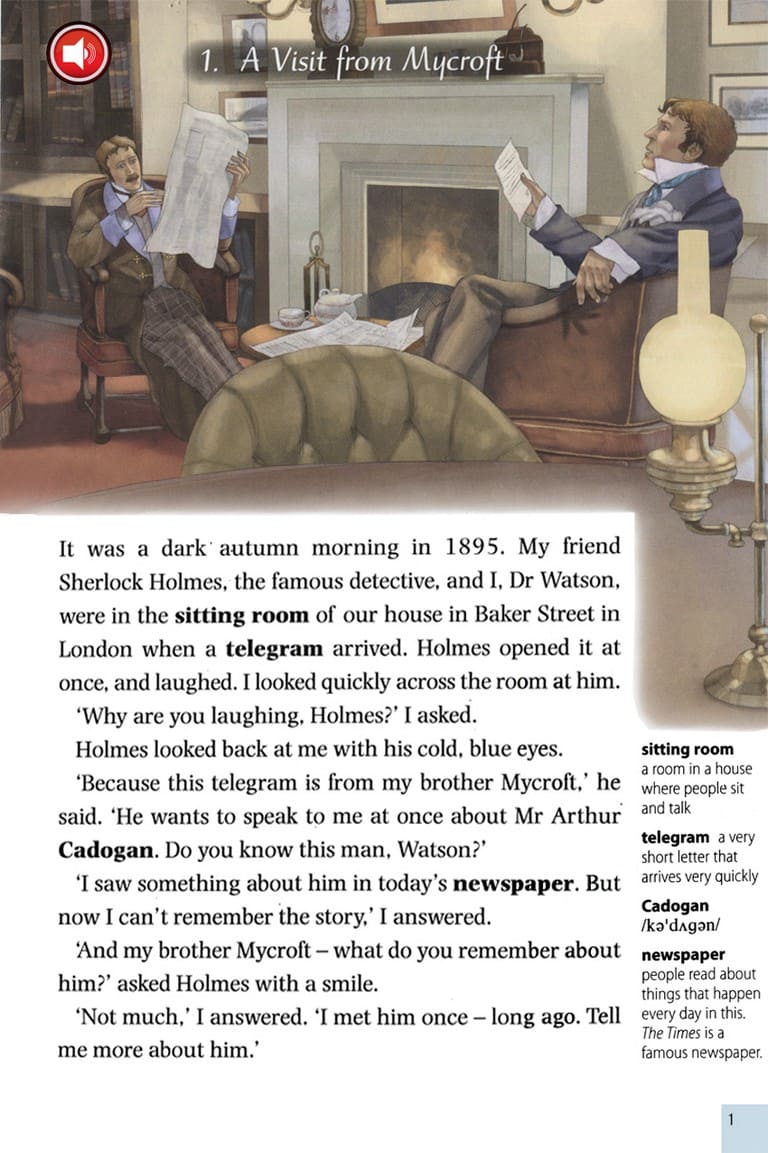 1. A Visit from Mycroft
It was a dark autumn morning in 1895. My friend
Sherlock Holmes, the famous detective, and I, Dr Watson,
were in the sitting room of our house in Baker Street in
London when a telegram arrived. Holmes opened it at
once, and laughed. I looked quickly across the room at him.
‘Why are you laughing, Holmes?’ I asked.
Holmes looked back at me with his cold, blue eyes.
‘Because this telegram is from my brother Mycroft,’ he
said. ‘He wants to speak to me at once about Mr Arthur
Cadogan. Do you know this man, Watson?’
‘I saw something about him in today’s newspaper. But
now I can’t remember the story,’ I answered.
‘And my brother Mycroft – what do you remember about
him?’ asked Holmes with a smile.
‘Not much,’ I answered. ‘I met him once – long ago. Tell
me more about him.’
sitting room
a room in a house
where people sit
and talk
telegram a very
short letter that
arrives very quickly
Cadogan
/kə'dʌgən/
newspaper
people read about
things that happen
every day in this.
The Times is a
famous newspaper.
1